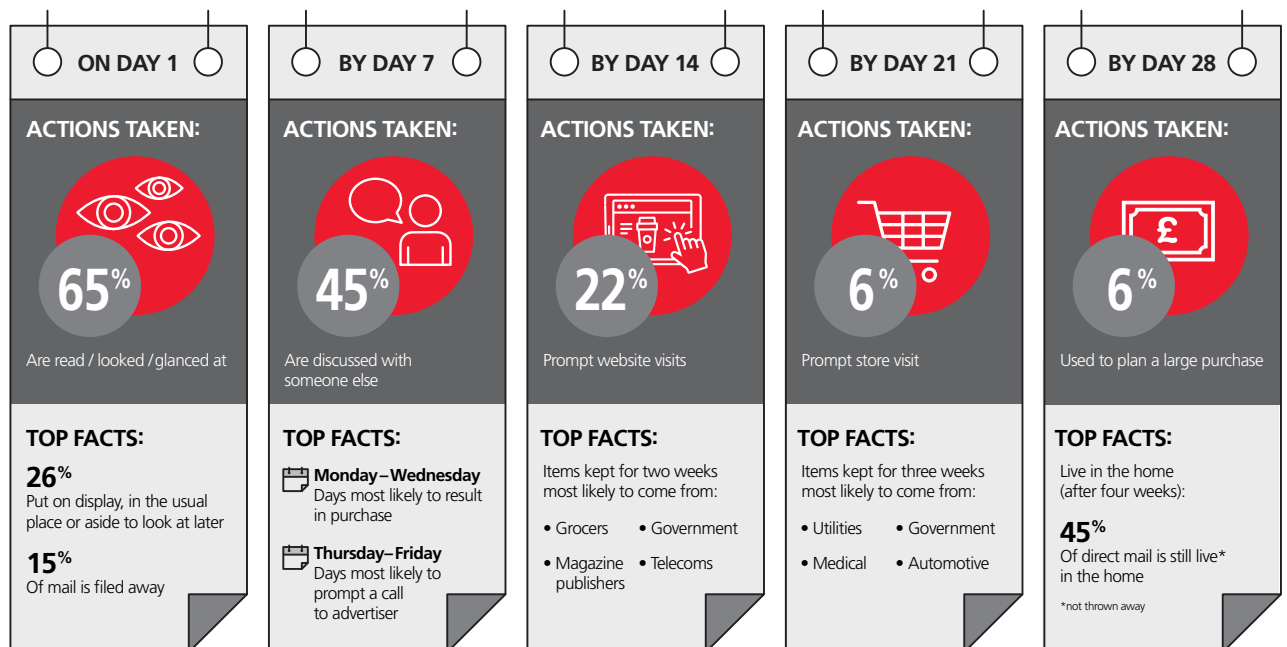 ON DAY 1
ACTIONS TAKEN:
65%
Are read / looked / glanced at
TOP FACTS:
26%
Put on display, in the usual
place or aside to look at later
15%
Of mail is filed away
BY DAY 7
ACTIONS TAKEN:
45%
Are discussed with
someone else
TOP FACTS:
Monday–Wednesday
Days most likely to result
in purchase
Thursday–Friday
Days most likely to
prompt a call
to advertiser
BY DAY 14
ACTIONS TAKEN:
22%
Prompt website visits
TOP FACTS:
Items kept for two weeks
most likely to come from:
• Grocers • Government
• Magazine • Telecoms
publishers
BY DAY 21
ACTIONS TAKEN:
6%
Prompt store visit
TOP FACTS:
Items kept for three weeks
most likely to come from:
• Utilities • Government
• Medical • Automotive
BY DAY 28
ACTIONS TAKEN:
£
6%
Used to plan a large purchase
TOP FACTS:
Live in the home
(after four weeks):
45%
Of direct mail is still live*
in the home
*not thrown away